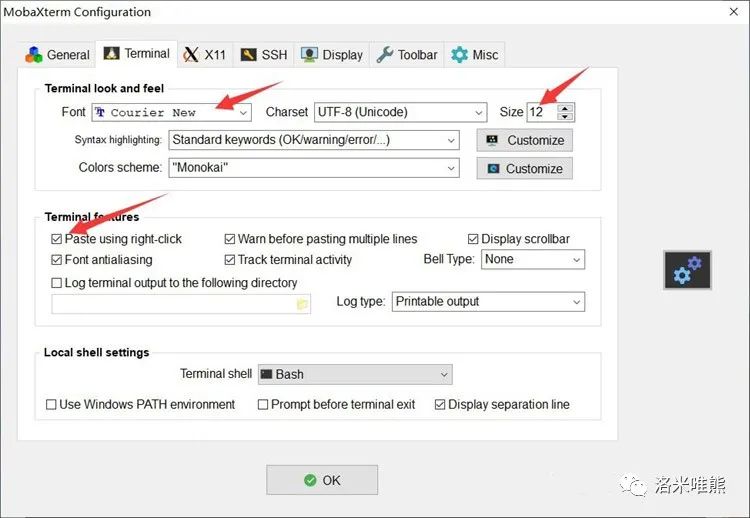 MobaXterm Configuration
General Terminal X11 SSH Display Toolbar Misc
Terminal look and feel
Font Courier New Charset UTF-8 (Unicode) Size 12
Syntax highlighting: Standard keywords (OK/warning/error/...) Customize
Colors scheme: "Monokai" Customize
Terminal features
Paste using right-click Warn before pasting multiple lines Display scrollbar
Font antialiasing Track terminal activity Bell Type: None
Log terminal output to the following directory
Log type: Printable output
Local shell settings
Terminal shell Bash
Use Windows PATH environment Prompt before terminal exit Display separation line
OK
洛米唯熊